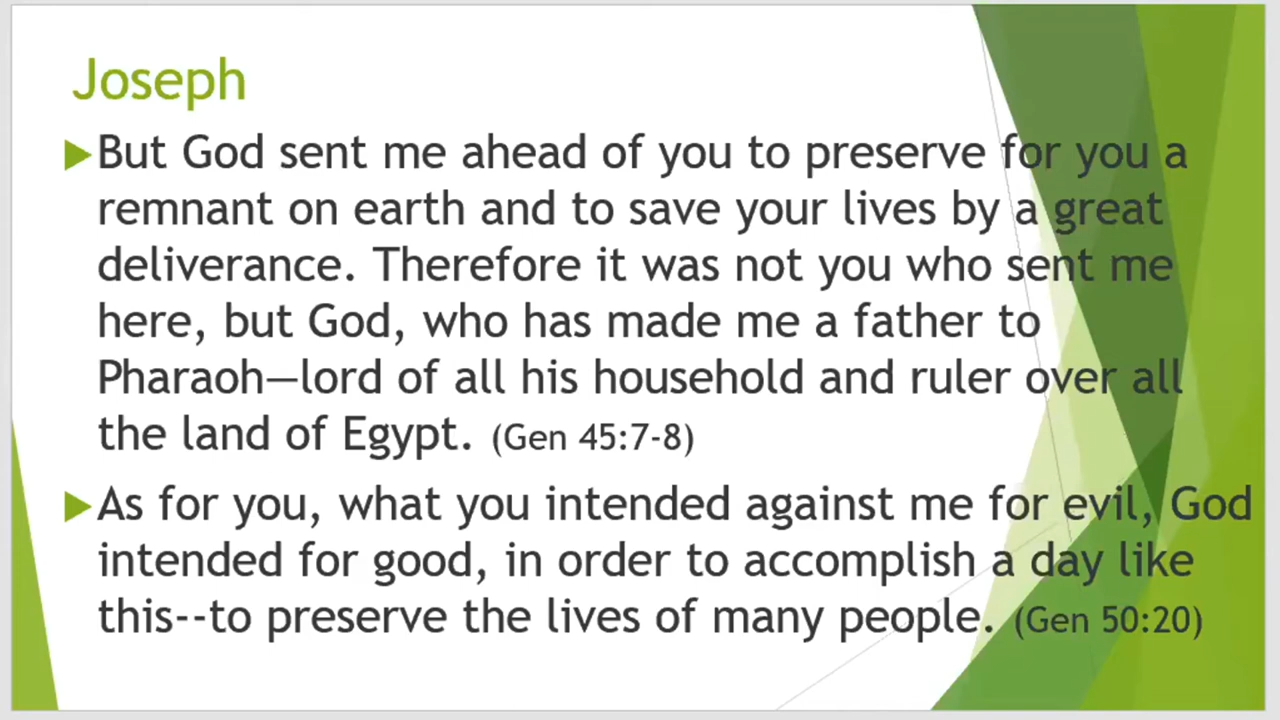 Joseph
But God sent me ahead of you to preserve for you a
remnant on earth and to save your lives by a great
deliverance. Therefore it was not you who sent me
here, but God, who has made me a father to
Pharaoh—lord of all his household and ruler over all
the land of Egypt. (Gen 45:7-8)
As for you, what you intended against me for evil, God
intended for good, in order to accomplish a day like
this--to preserve the lives of many people. (Gen 50:20)